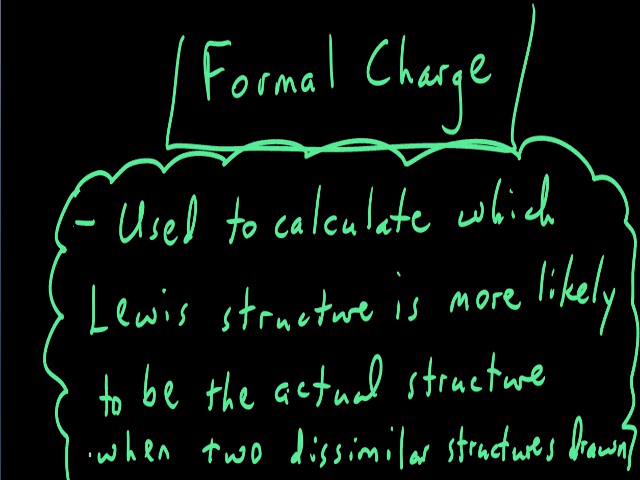 Formal Charge
- Used to calculate which
Lewis structure is more likely
to be the actual structure
when two dissimilar structures drawn